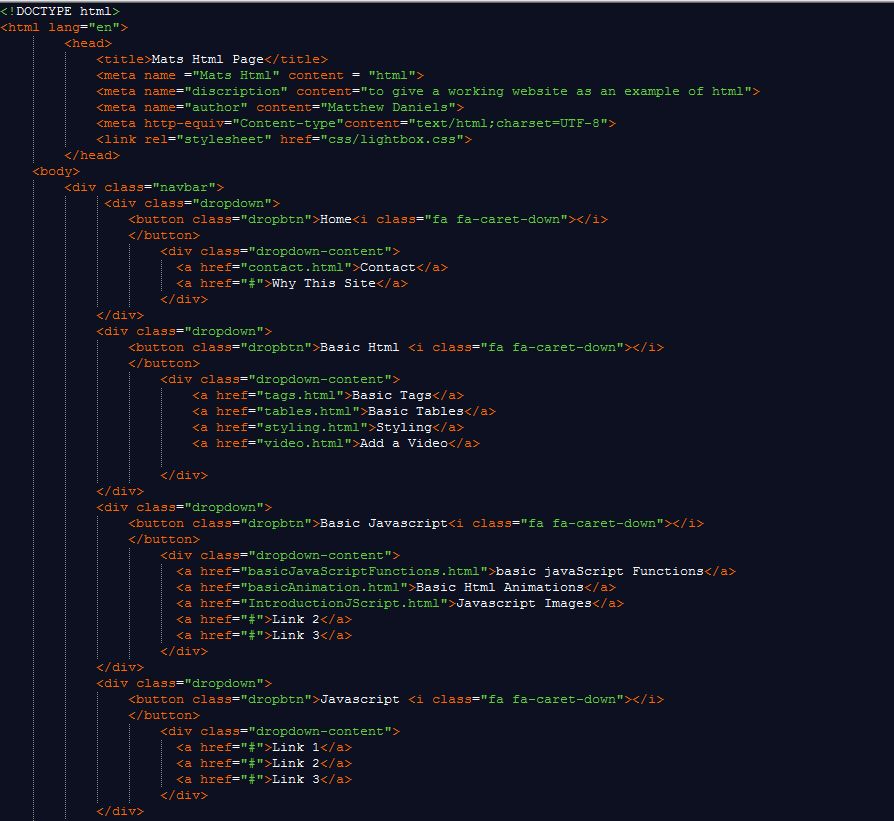 <!DOCTYPE html>
<html lang="en">
<head>
<title>Mats Html Page</title>
<meta name ="Mats Html" content = "html">
<meta name="discription" content="to give a working website as an example of html">
<meta name="author" content="Matthew Daniels">
<meta http-equiv="Content-type"content="text/html;charset=UTF-8">
<link rel="stylesheet" href="css/lightbox.css">
</head>
<body>
<div class="navbar">
<div class="dropdown">
<button class="dropbtn">Home<i class="fa fa-caret-down"></i>
</button>
<div class="dropdown-content">
<a href="contact.html">Contact</a>
<a href="#">Why This Site</a>
</div>
</div>
<div class="dropdown">
<button class="dropbtn">Basic Html <i class="fa fa-caret-down"></i>
</button>
<div class="dropdown-content">
<a href="tags.html">Basic Tags</a>
<a href="tables.html">Basic Tables</a>
<a href="styling.html">Styling</a>
<a href="video.html">Add a Video</a>
</div>
</div>
<div class="dropdown">
<button class="dropbtn">Basic Javascript<i class="fa fa-caret-down"></i>
</button>
<div class="dropdown-content">
<a href="basicJavaScriptFunctions.html">basic javaScript Functions</a>
<a href="basicAnimation.html">Basic Html Animations</a>
<a href="IntroductionJScript.html">Javascript Images</a>
<a href="#">Link 2</a>
<a href="#">Link 3</a>
</div>
</div>
<div class="dropdown">
<button class="dropbtn">Javascript <i class="fa fa-caret-down"></i>
</button>
<div class="dropdown-content">
<a href="#">Link 1</a>
<a href="#">Link 2</a>
<a href="#">Link 3</a>
</div>
</div>